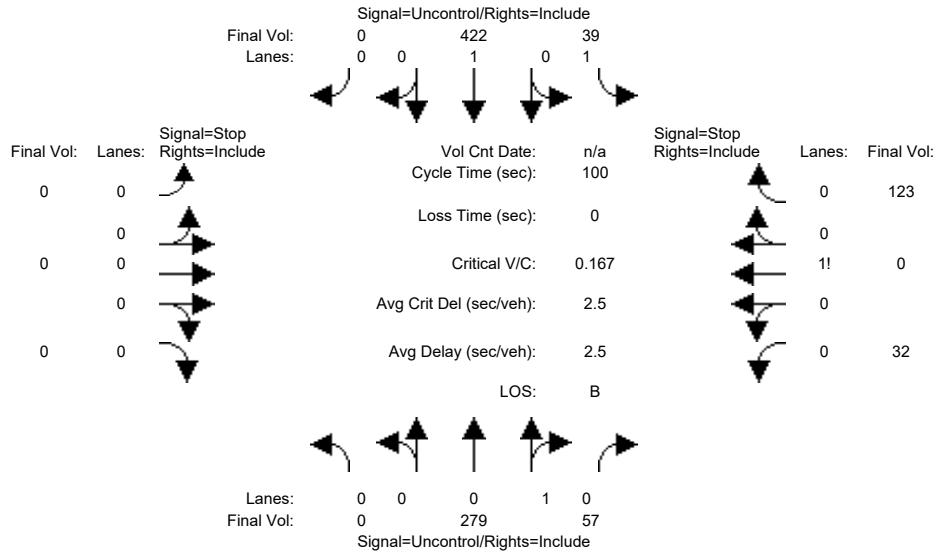 Signal=Uncontrol/Rights=Include
Final Vol: 0 422 39
Lanes: 0 0 1 0 1
Signal=Stop
Final Vol: Lanes: Rights=Include
Vol Cnt Date: n/a
Signal=Stop
Rights=Include Lanes: Final Vol:
Cycle Time (sec): 100
0 0
0 123
Loss Time (sec): 0
0
0
0 0
Critical V/C: 0.167
1! 0
0
Avg Crit Del (sec/veh): 2.5
0
0 0
Avg Delay (sec/veh): 2.5
0 32
LOS: B
Lanes: 0 0 0 1 0
Final Vol: 0 279 57
Signal=Uncontrol/Rights=Include